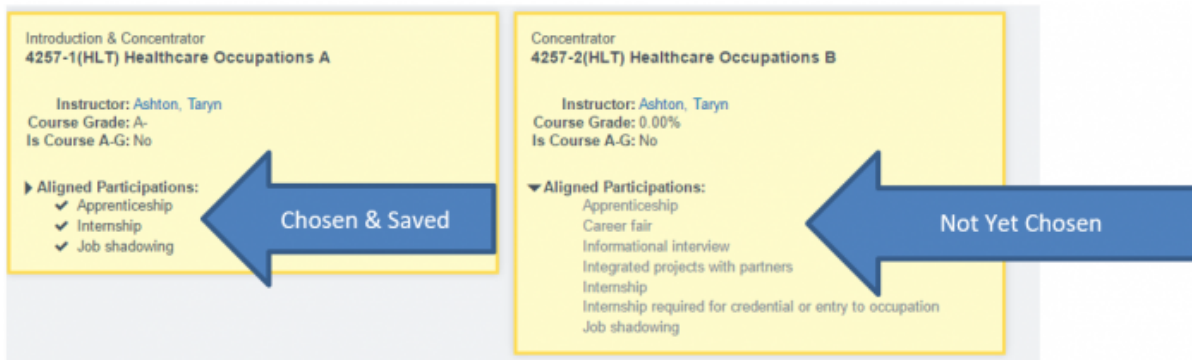 Introduction & Concentrator
4257-1(HLT) Healthcare Occupations A
Instructor: Ashton, Taryn
Course Grade: A-
Is Course A-G: No
Aligned Participations:
Apprenticeship
Internship
Job shadowing
Chosen & Saved
Concentrator
4257-2(HLT) Healthcare Occupations B
Instructor: Ashton, Taryn
Course Grade: 0.00%
Is Course A-G: No
Aligned Participations:
Apprenticeship
Career fair
Informational interview
Integrated projects with partners
Internship
Internship required for credential or entry to occupation
Job shadowing
Not Yet Chosen